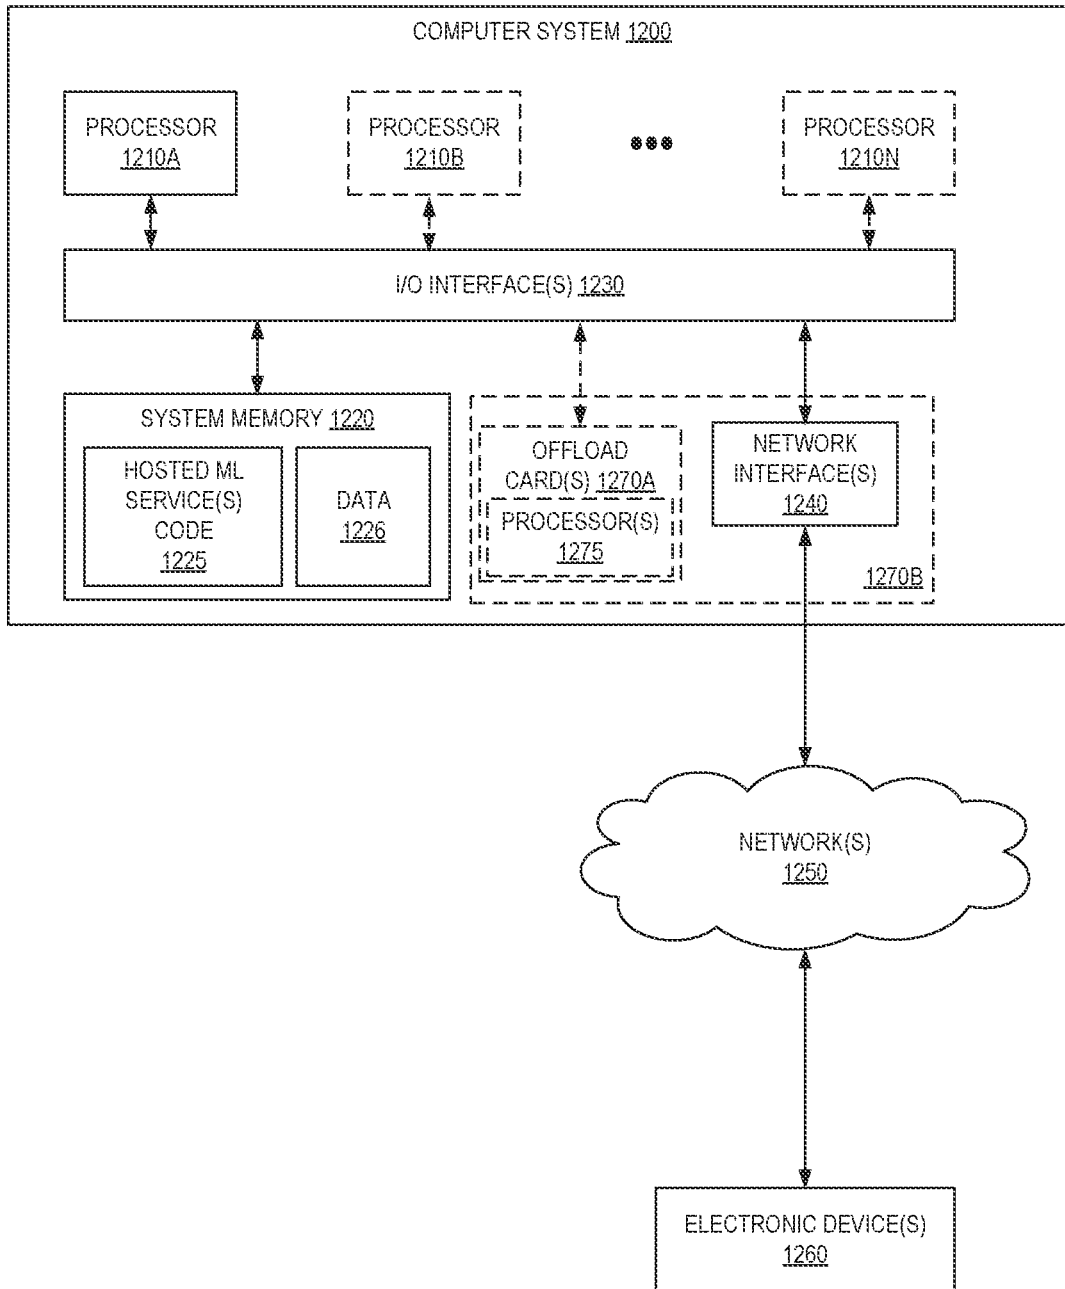 COMPUTER SYSTEM 1200
PROCESSOR
1210A
PROCESSOR
1210B
PROCESSOR
1210N
I/O INTERFACE(S) 1230
SYSTEM MEMORY 1220
HOSTED ML
SERVICE(S)
CODE
1225
DATA
1226
OFFLOAD
CARD(S) 1270A
PROCESSOR(S)
1275
NETWORK
INTERFACE(S)
1240
1270B
NETWORK(S)
1250
ELECTRONIC DEVICE(S)
1260